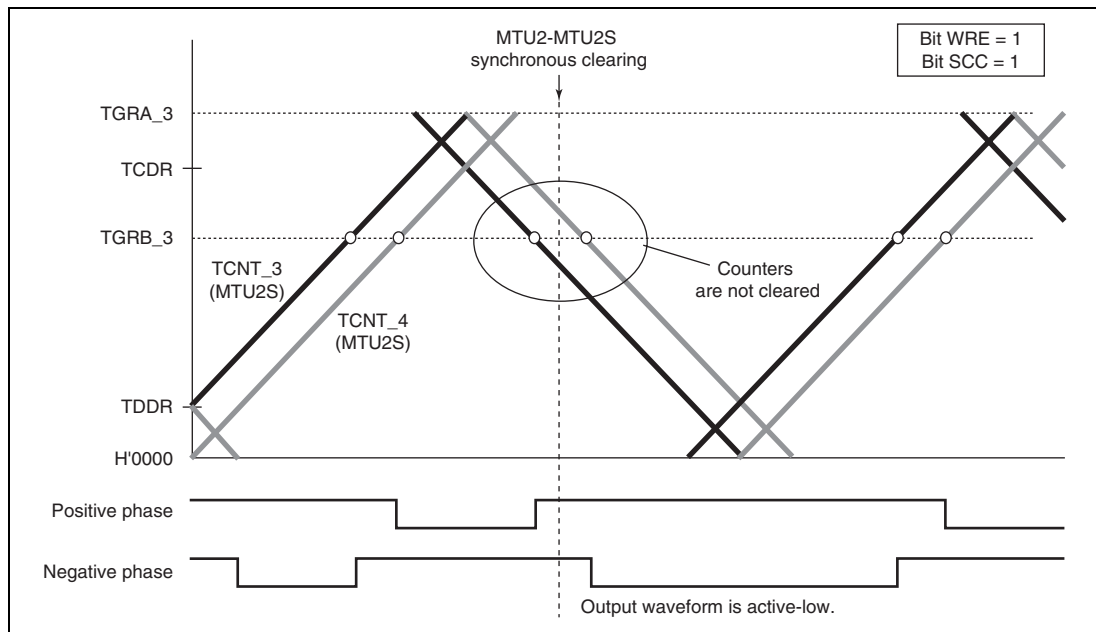 MTU2-MTU2S
synchronous clearing
Bit WRE = 1
Bit SCC = 1
TGRA_3
TCDR
TGRB_3
TCNT_3
(MTU2S)
Counters
are not cleared
TCNT_4
(MTU2S)
TDDR
H'0000
Positive phase
Negative phase
Output waveform is active-low.